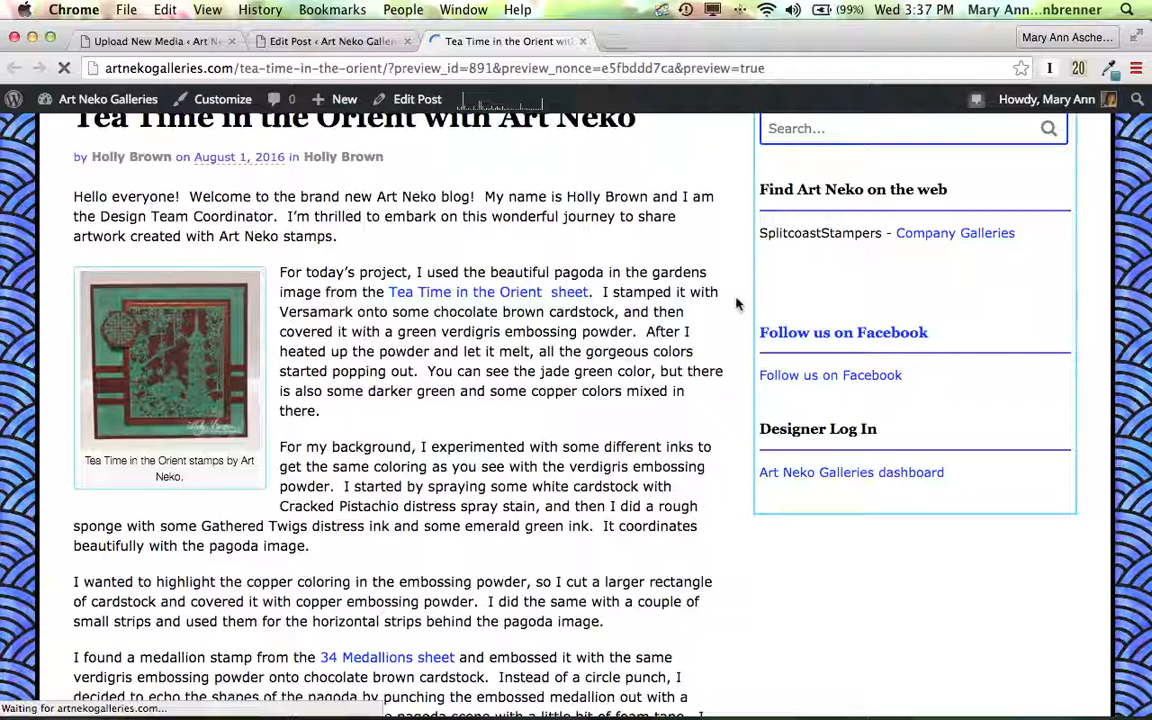 Chrome File Edit View History Bookmarks People Window Help (99%) Wed 3:37 PM Mary Ann...nbrenner
Upload New Media ‹ Art N
Edit Post ‹ Art Neko Galler
Tea Time in the Orient with
Mary Ann Asche...
artnekogalleries.com/tea-time-in-the-orient/?preview_id=891&preview_nonce=e5fbddd7ca&preview=true
20
Art Neko Galleries Customize 0 New Edit Post Howdy, Mary Ann
Tea Time in the Orient with Art Neko
by Holly Brown on August 1, 2016 in Holly Brown
Hello everyone! Welcome to the brand new Art Neko blog! My name is Holly Brown and I am
the Design Team Coordinator. I'm thrilled to embark on this wonderful journey to share
artwork created with Art Neko stamps.
For today's project, I used the beautiful pagoda in the gardens
image from the Tea Time in the Orient sheet. I stamped it with
Versamark onto some chocolate brown cardstock, and then
covered it with a green verdigris embossing powder. After I
heated up the powder and let it melt, all the gorgeous colors
started popping out. You can see the jade green color, but there
is also some darker green and some copper colors mixed in
there.
Tea Time in the Orient stamps by Art
Neko.
For my background, I experimented with some different inks to
get the same coloring as you see with the verdigris embossing
powder. I started by spraying some white cardstock with
Cracked Pistachio distress spray stain, and then I did a rough
sponge with some Gathered Twigs distress ink and some emerald green ink. It coordinates
beautifully with the pagoda image.
I wanted to highlight the copper coloring in the embossing powder, so I cut a larger rectangle
of cardstock and covered it with copper embossing powder. I did the same with a couple of
small strips and used them for the horizontal strips behind the pagoda image.
I found a medallion stamp from the 34 Medallions sheet and embossed it with the same
verdigris embossing powder onto chocolate brown cardstock. Instead of a circle punch, I
decided to echo the shapes of the pagoda by punching the embossed medallion out with a
Search...
Find Art Neko on the web
SplitcoastStampers - Company Galleries
Follow us on Facebook
Follow us on Facebook
Designer Log In
Art Neko Galleries dashboard
Waiting for artnekogalleries.com...